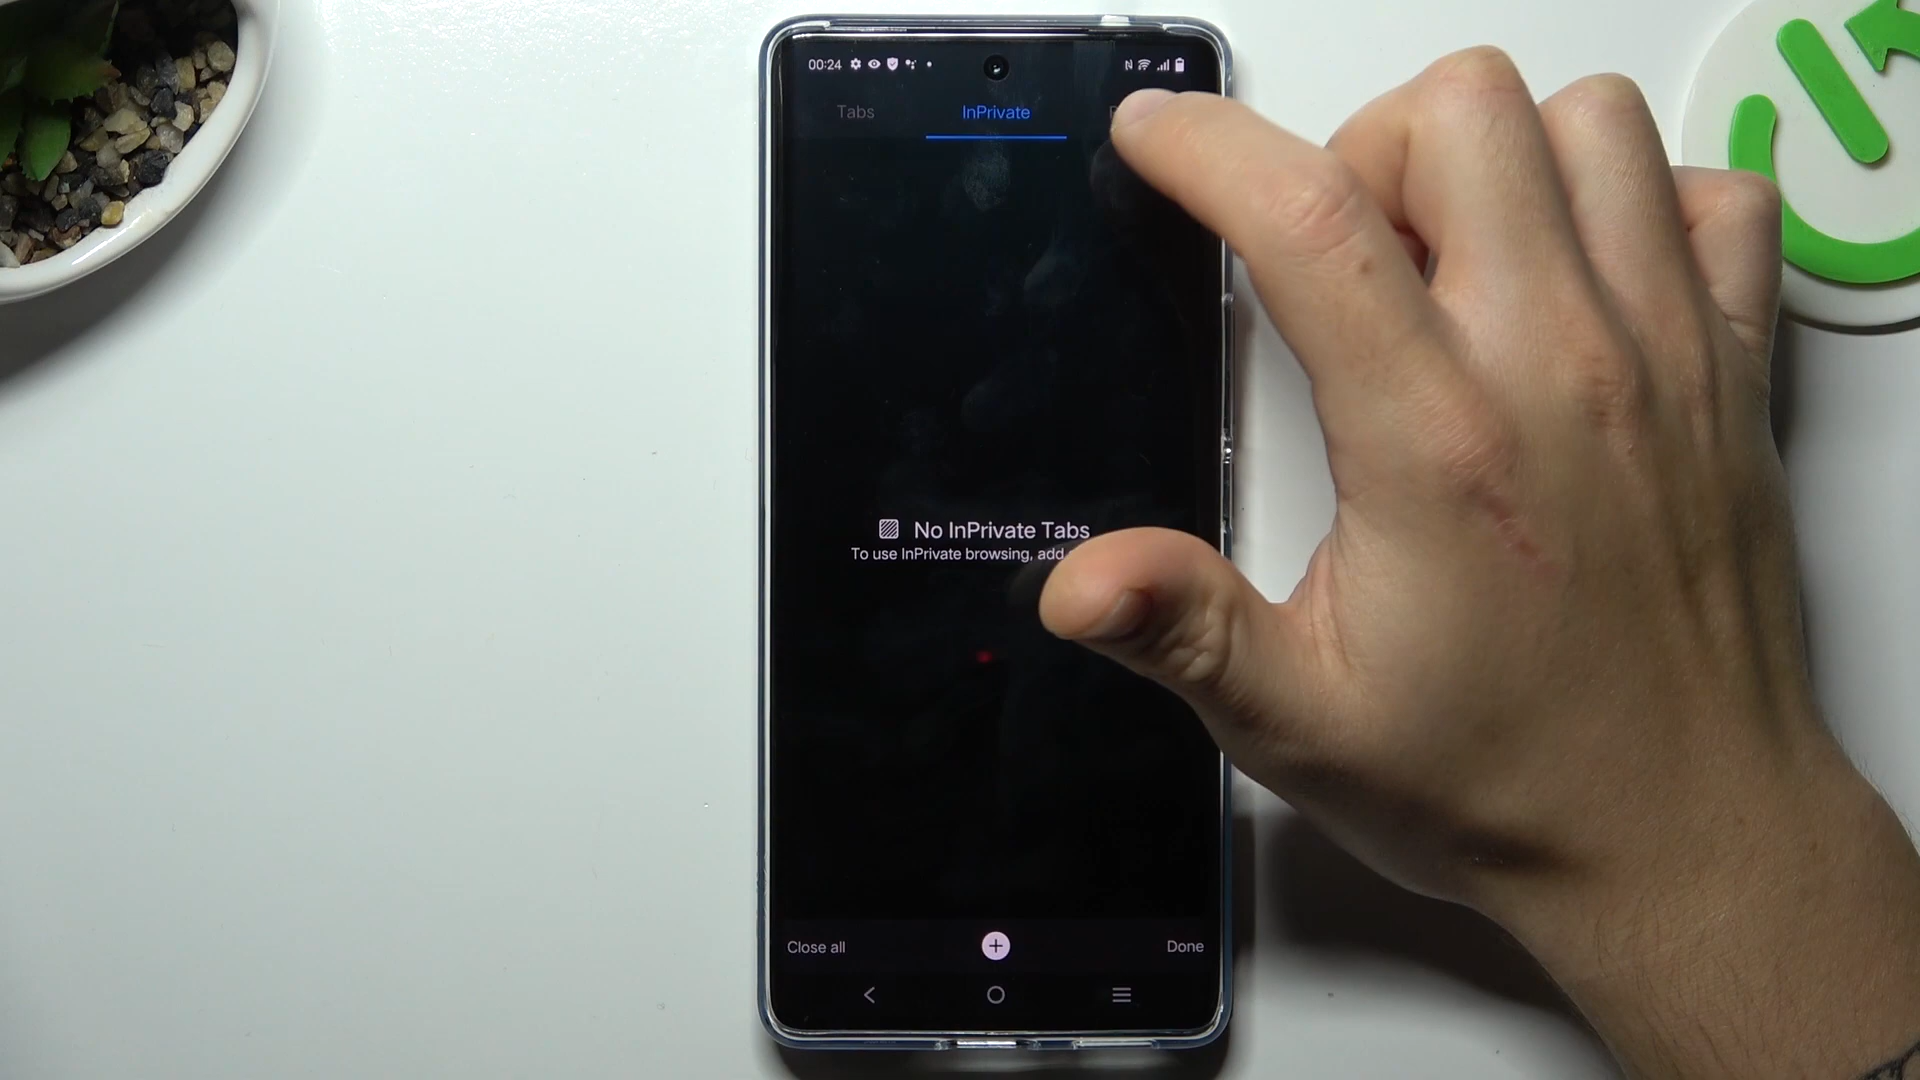 00:24
Tabs InPrivate
No InPrivate Tabs
To use InPrivate browsing, add
Close all Done